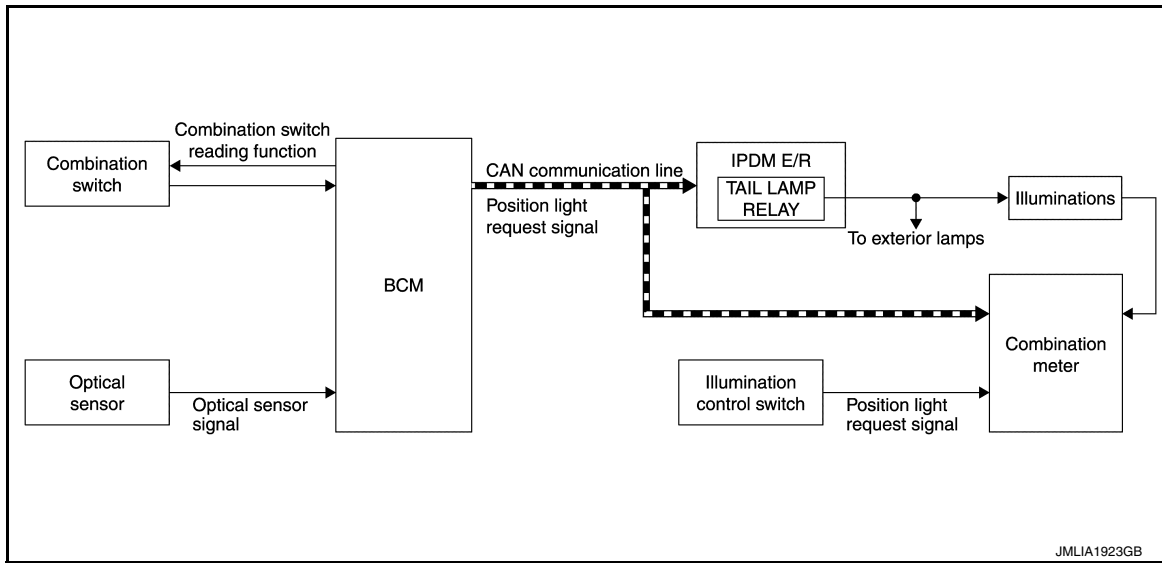 Combination switch
reading function
Combination
switch
BCM
CAN communication line
Position light
request signal
IPDM E/R
TAIL LAMP
RELAY
To exterior lamps
Illuminations
Combination
meter
Optical
sensor
Optical sensor
signal
Illumination
control switch
Position light
request signal
JMLIA1923GB